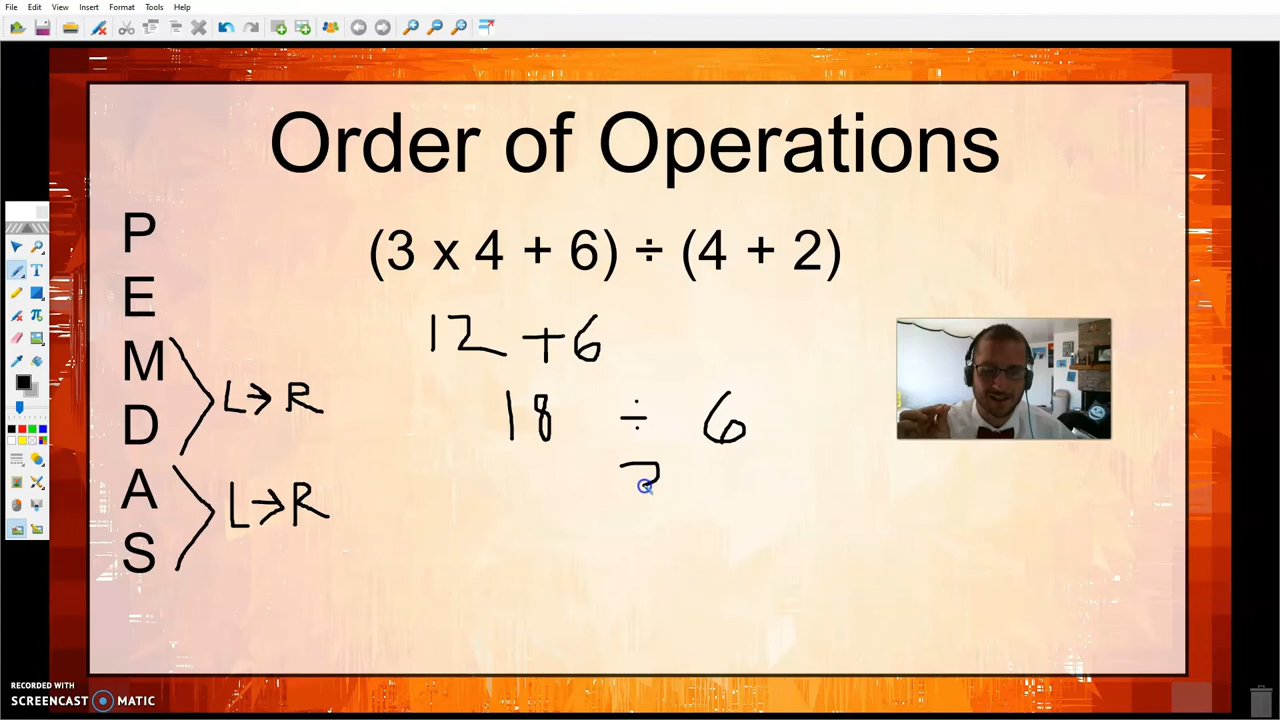 File Edit View Insert Format Tools Help
Order of Operations
P
E
M
D
A
S
L→R
L→R
(3 x 4 + 6) ÷ (4 + 2)
12 +6
18 ÷ 6
RECORDED WITH
SCREENCAST MATIC